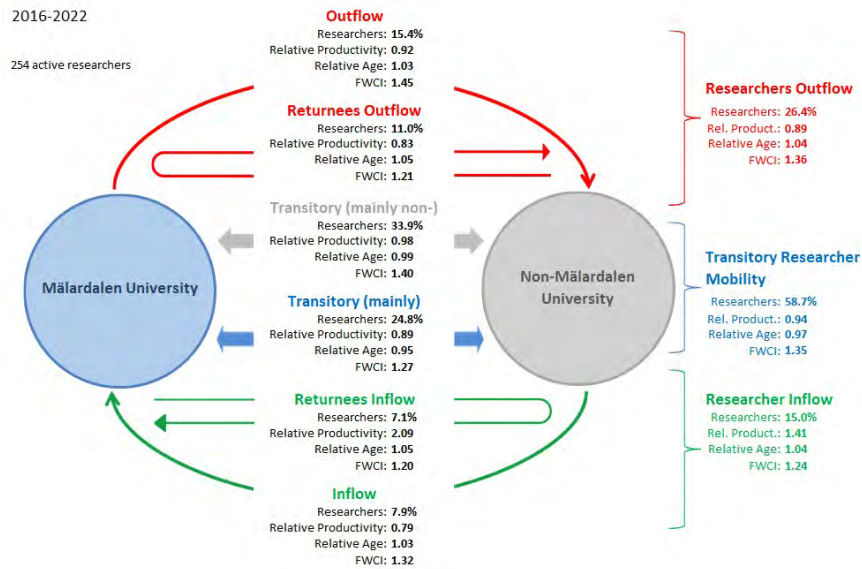 2016-2022
254 active researchers
Outflow
Researchers: 15.4%
Relative Productivity: 0.92
Relative Age: 1.03
FWCI: 1.45
Returnees Outflow
Researchers: 11.0%
Relative Productivity: 0.83
Relative Age: 1.05
FWCI: 1.21
Transitory (mainly non-)
Researchers: 33.9%
Relative Productivity: 0.98
Relative Age: 0.99
FWCI: 1.40
Mälardalen University
Non-Mälardalen
University
Transitory (mainly)
Researchers: 24.8%
Relative Productivity: 0.89
Relative Age: 0.95
FWCI: 1.27
Returnees Inflow
Researchers: 7.1%
Relative Productivity: 2.09
Relative Age: 1.05
FWCI: 1.20
Inflow
Researchers: 7.9%
Relative Productivity: 0.79
Relative Age: 1.03
FWCI: 1.32
Researchers Outflow
Researchers: 26.4%
Rel. Product.: 0.89
Relative Age: 1.04
FWCI: 1.36
Transitory Researcher
Mobility
Researchers: 58.7%
Rel. Product.: 0.94
Relative Age: 0.97
FWCI: 1.35
Researcher Inflow
Researchers: 15.0%
Rel. Product.: 1.41
Relative Age: 1.04
FWCI: 1.24